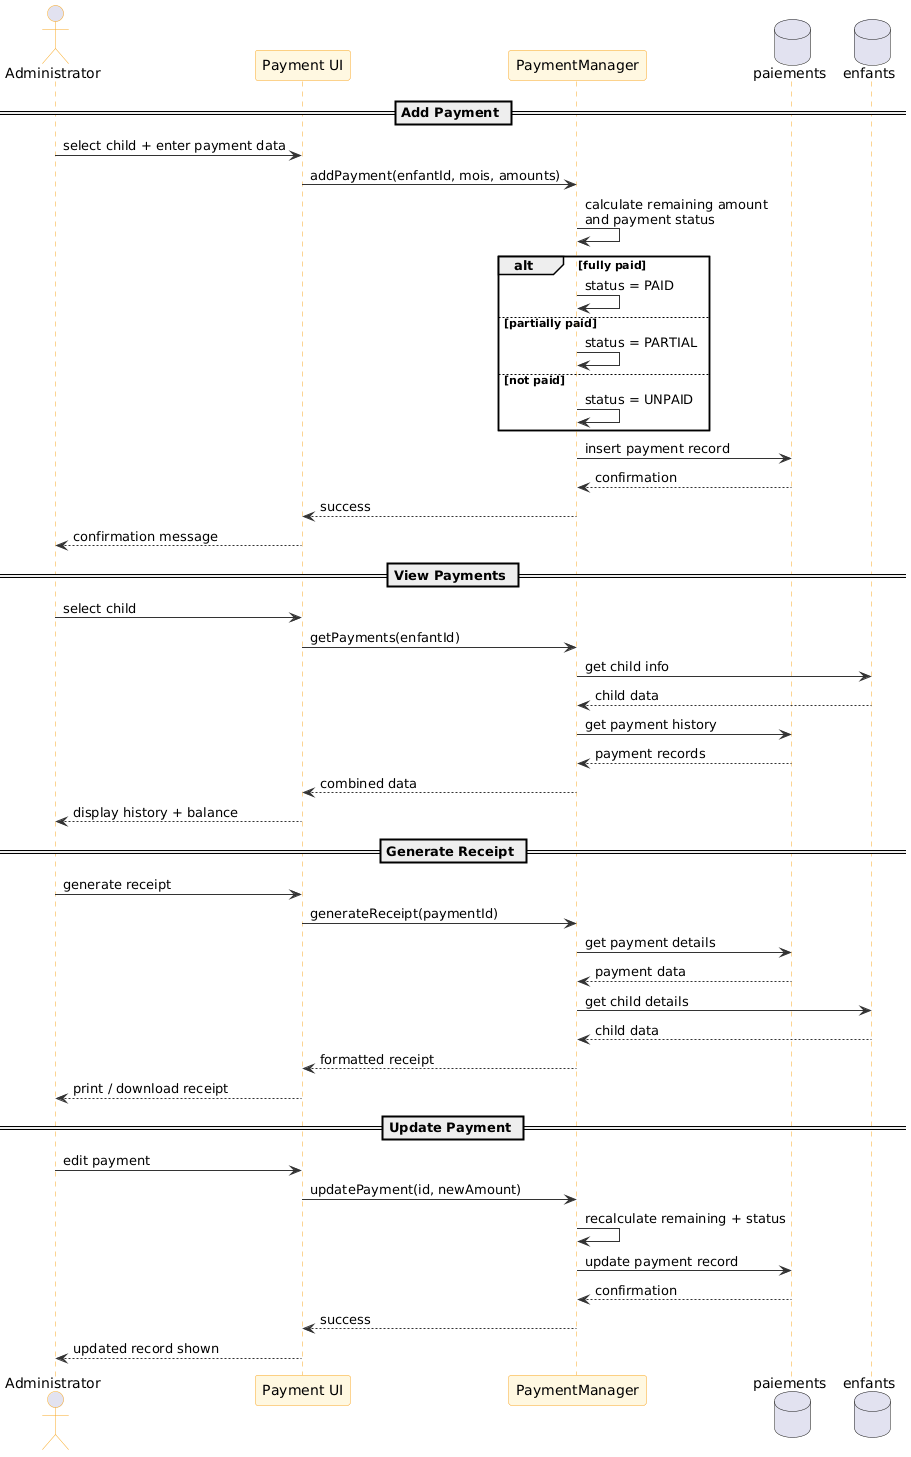 Administrator
Payment UI
PaymentManager
paiements
enfants
Add Payment
select child + enter payment data
addPayment(enfantId, mois, amounts)
calculate remaining amount
and payment status
alt
[fully paid]
status = PAID
[partially paid]
status = PARTIAL
[not paid]
status = UNPAID
insert payment record
confirmation
success
confirmation message
View Payments
select child
getPayments(enfantId)
get child info
child data
get payment history
payment records
combined data
display history + balance
Generate Receipt
generate receipt
generateReceipt(paymentId)
get payment details
payment data
get child details
child data
formatted receipt
print / download receipt
Update Payment
edit payment
updatePayment(id, newAmount)
recalculate remaining + status
update payment record
confirmation
success
updated record shown
Administrator
Payment UI
PaymentManager
paiements
enfants